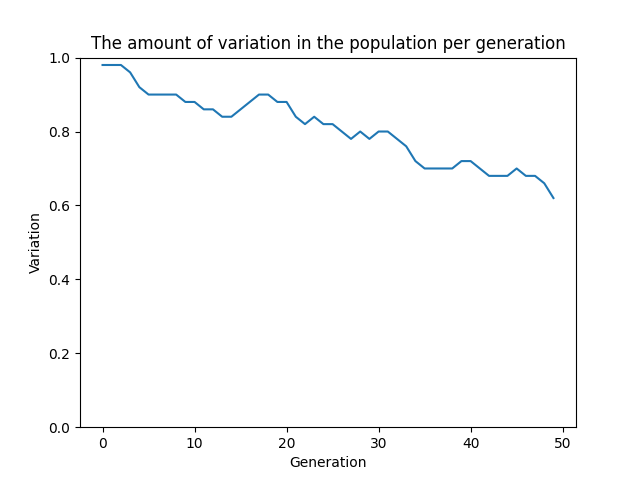 The amount of variation in the population per generation
1.0
0.8
0.6
0.4
0.2
0.0
Variation
0 10 20 30 40 50
Generation